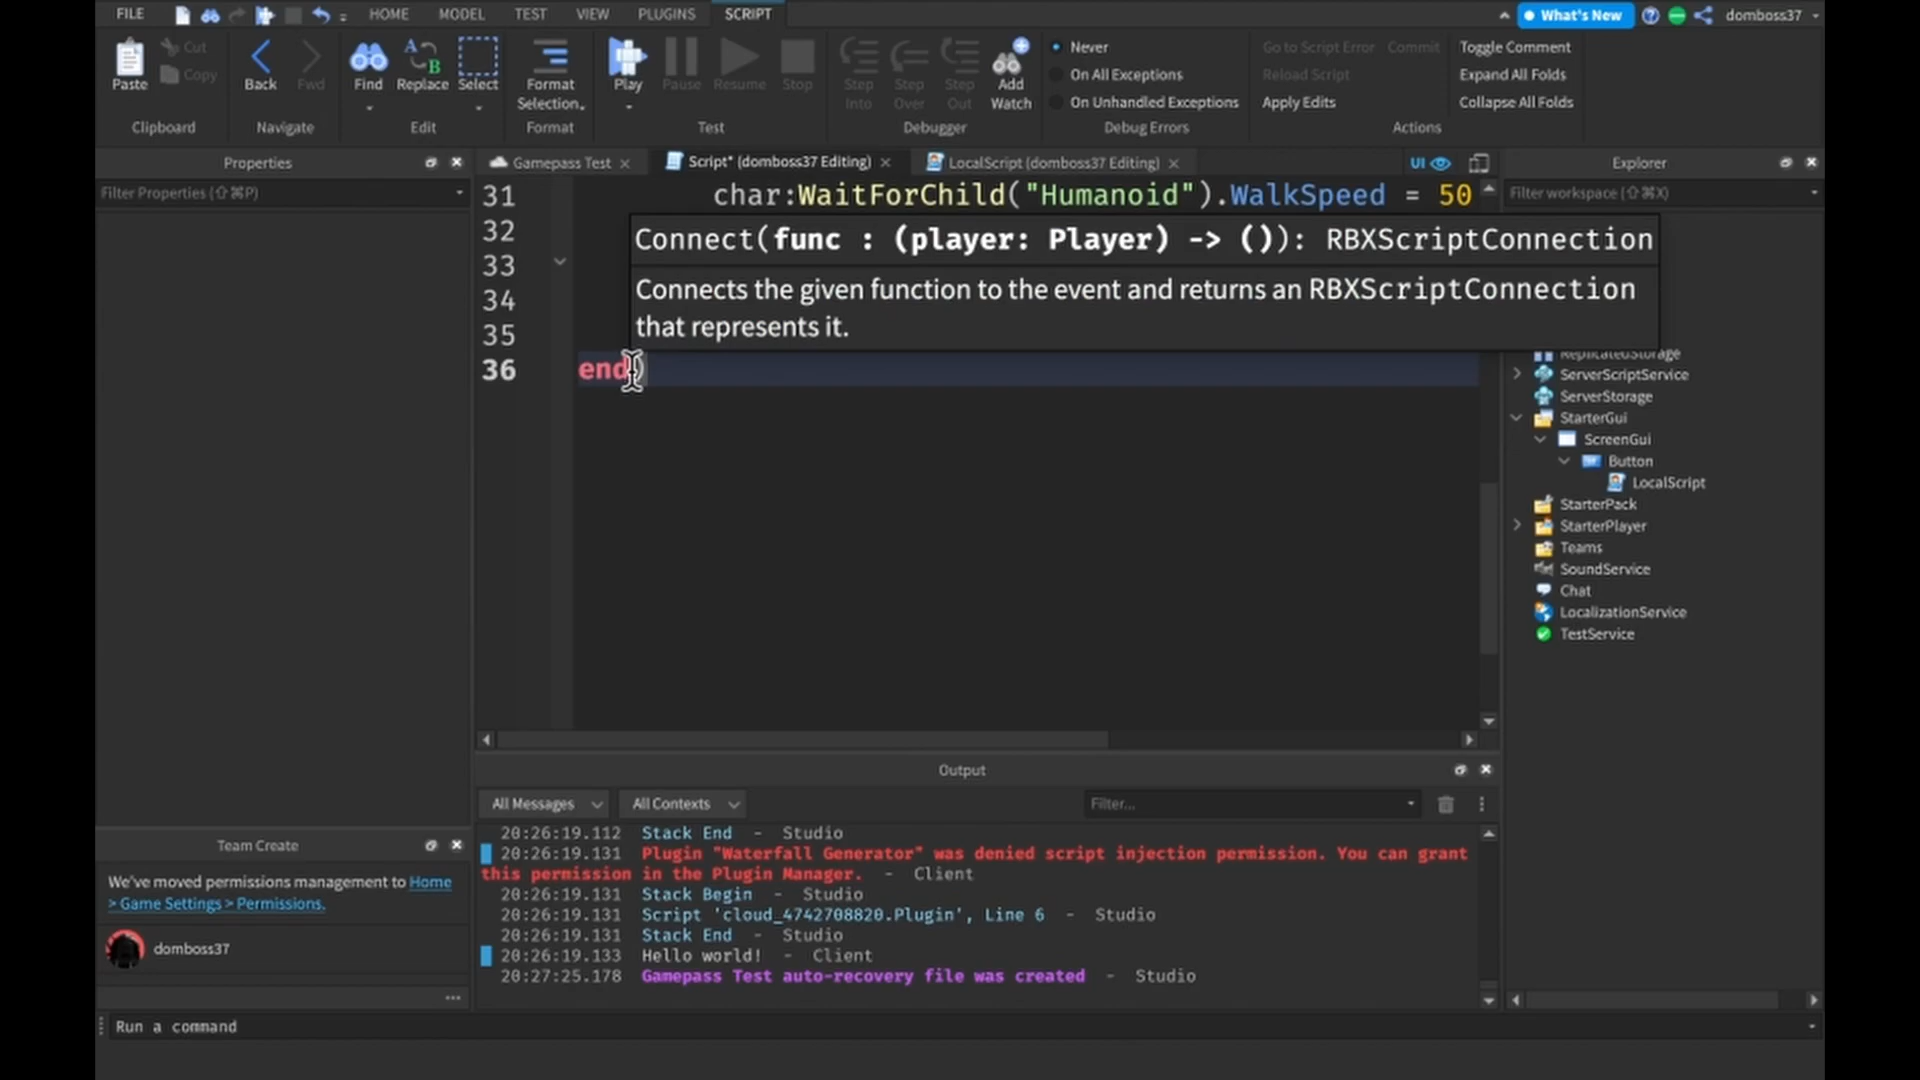 FILE HOME MODEL TEST VIEW PLUGINS SCRIPT What's New domboss37
Paste Cut Copy Back Fwd Find Replace Select Format Selection Play Pause Resume Stop Step Into Step Over Step Out Add Watch
Never
On All Exceptions
On Unhandled Exceptions
Go to Script Error Commit
Reload Script
Apply Edits
Toggle Comment
Expand All Folds
Collapse All Folds
Clipboard Navigate Edit Format Test Debugger Debug Errors Actions
Properties
Filter Properties (⇧⌘P)
Gamepass Test Script* (domboss37 Editing) LocalScript (domboss37 Editing) UI
31 char:WaitForChild("Humanoid").WalkSpeed = 50
32
33
34
35
36 end)
Connect(func : (player: Player) -> ()): RBXScriptConnection
Connects the given function to the event and returns an RBXScriptConnection
that represents it.
Explorer
Filter workspace (⇧⌘X)
ReplicatedStorage
ServerScriptService
ServerStorage
StarterGui
ScreenGui
Button
LocalScript
StarterPack
StarterPlayer
Teams
SoundService
Chat
LocalizationService
TestService
Output
All Messages All Contexts Filter...
20:26:19.112 Stack End - Studio
20:26:19.131 Plugin "Waterfall Generator" was denied script injection permission. You can grant
this permission in the Plugin Manager. - Client
20:26:19.131 Stack Begin - Studio
20:26:19.131 Script 'cloud_4742708820.Plugin', Line 6 - Studio
20:26:19.131 Stack End - Studio
20:26:19.133 Hello world! - Client
20:27:25.178 Gamepass Test auto-recovery file was created - Studio
Team Create
We've moved permissions management to Home
> Game Settings > Permissions.
domboss37
Run a command